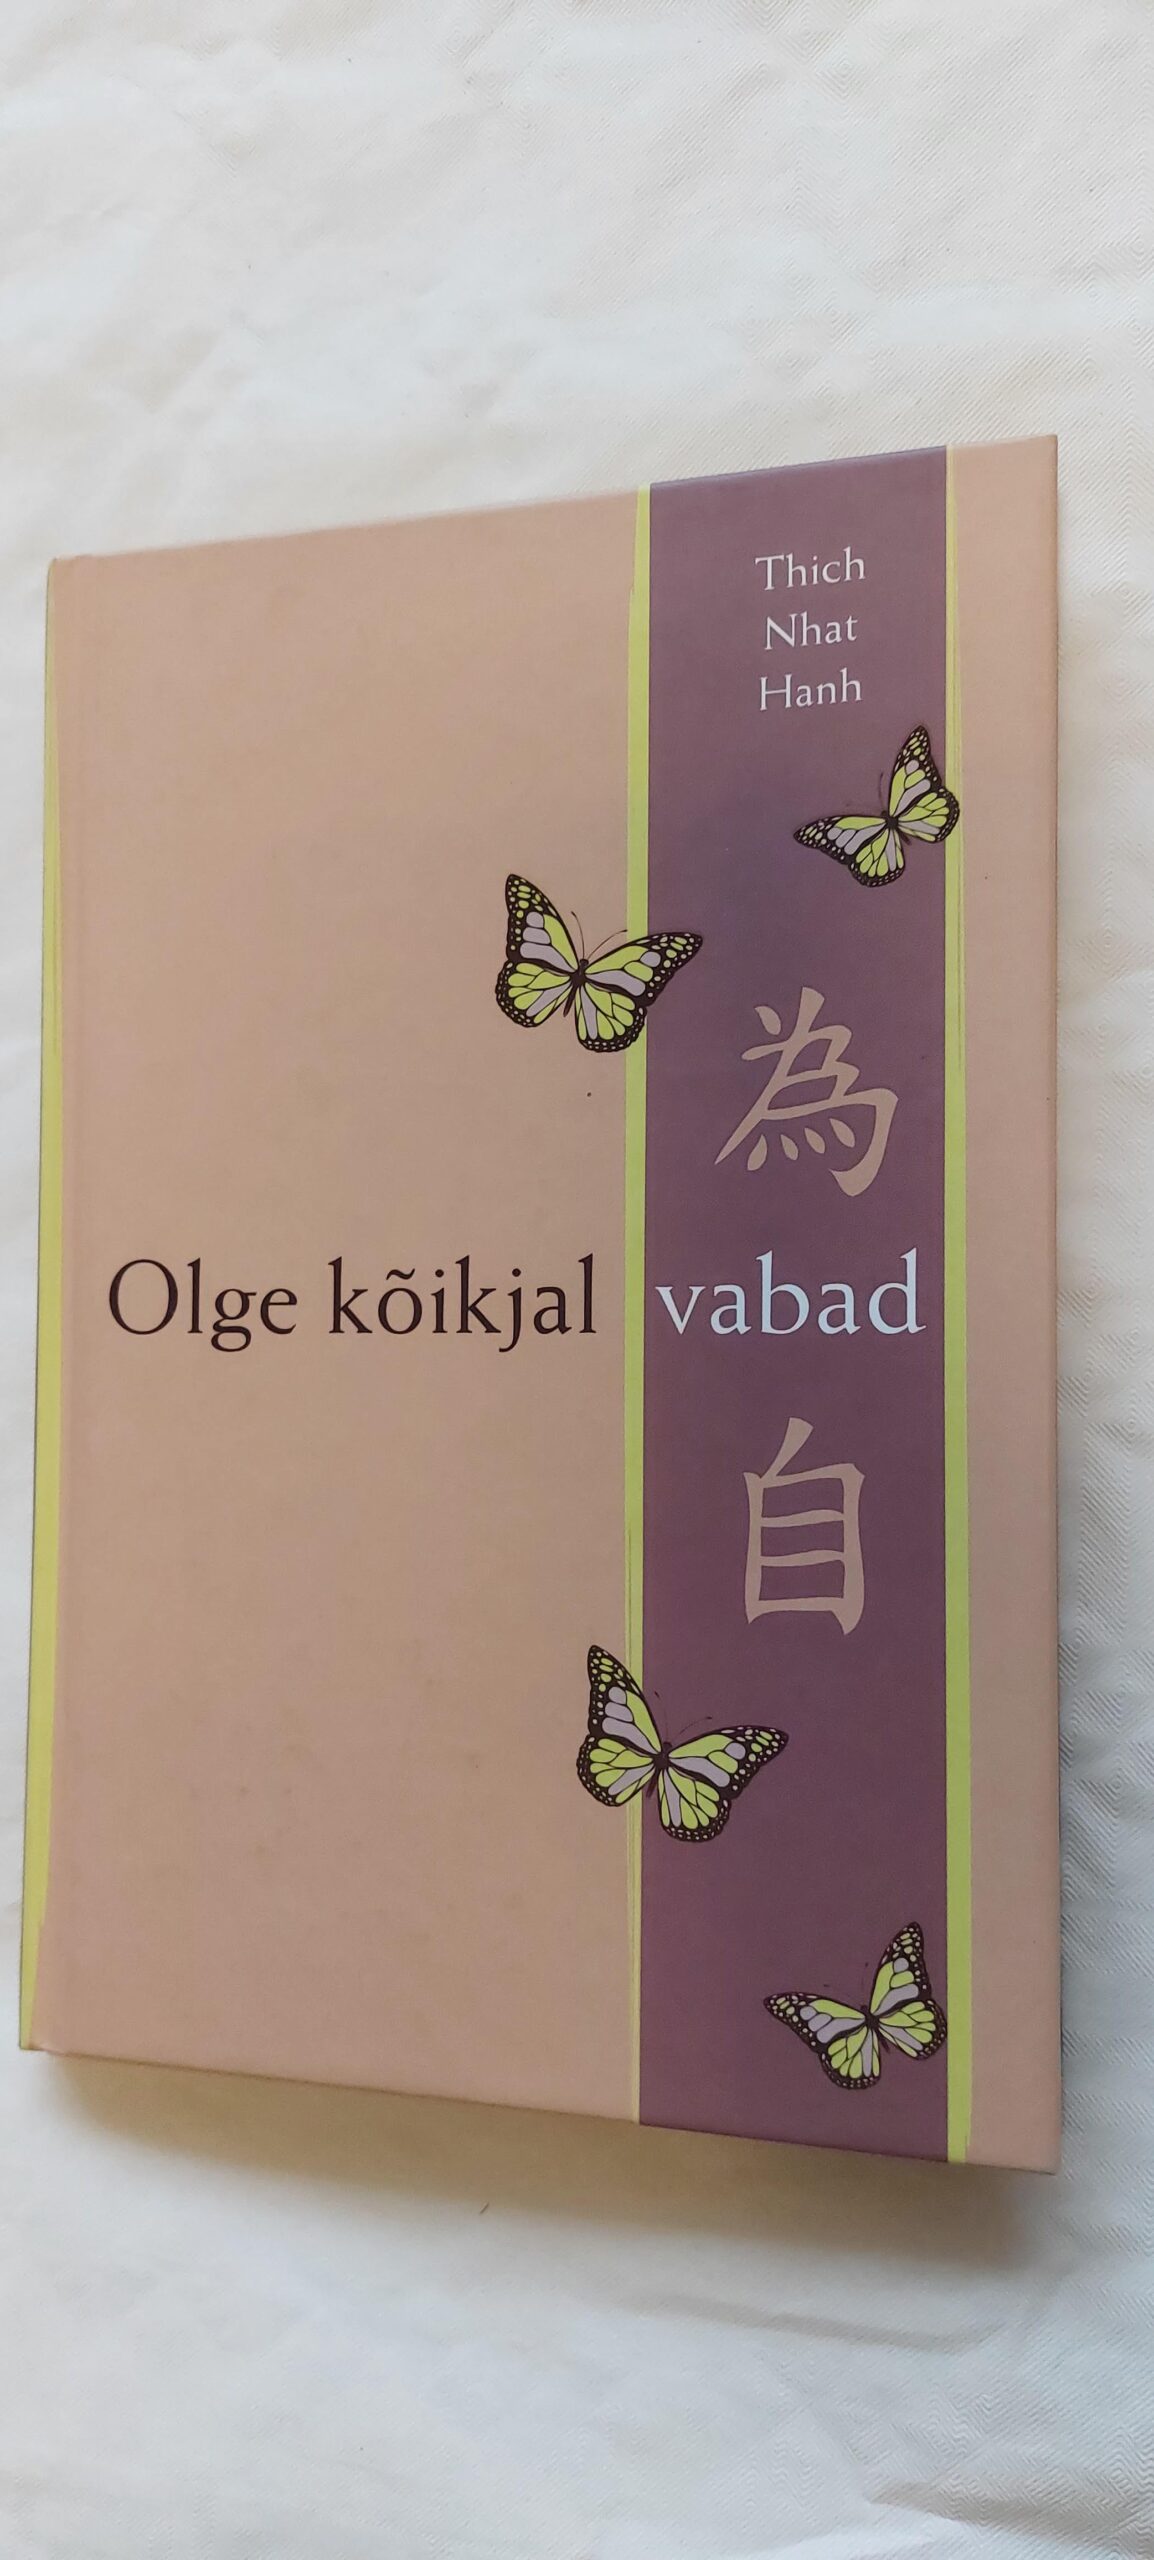 Thich
Nhat
Hanh
為
Olge kõikjal vabad
自